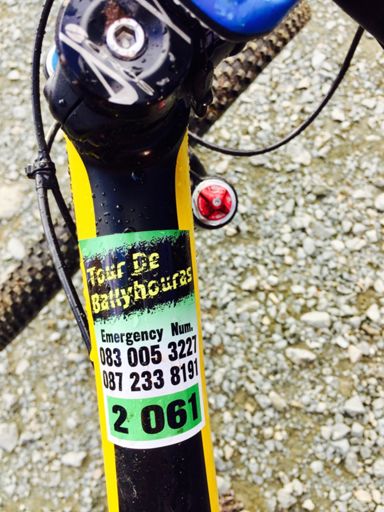 Tour De
Ballyhouras
Emergency Num.
083 005 3227
087 233 8191
2 061